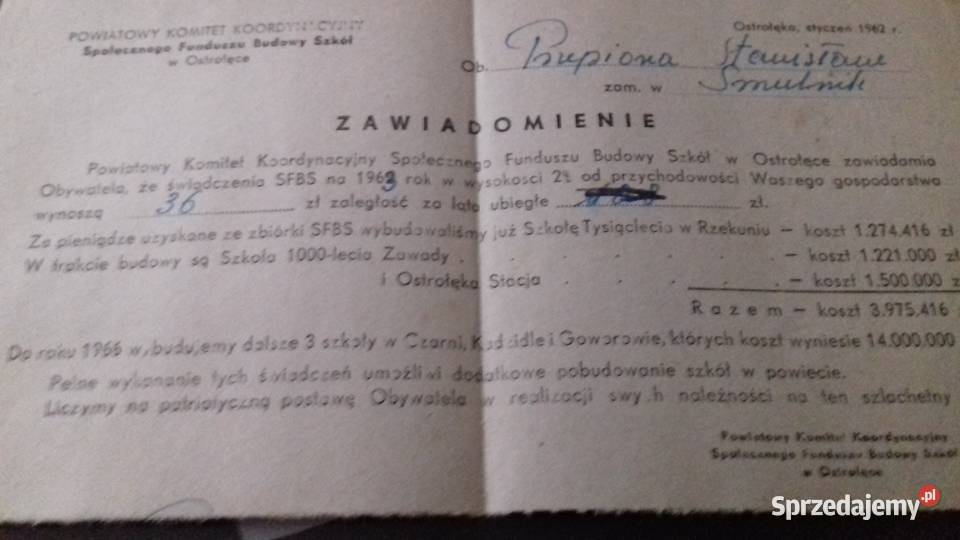 POWIATOWY KOMITET KOORDYNACYJNY
Społecznego Funduszu Budowy Szkół
w Ostrołęce
Ostrołęka, styczeń 1962 r.
Ob. Stanisław
zam. w
ZAWIADOMIENIE
Powiatowy Komitet Koordynacyjny Społecznego Funduszu Budowy Szkół w Ostrołęce zawiadamia
Obywatela, że świadczenia SFBS na 1963 rok w wysokosci 2% od przychodowości Waszego gospodarstwa
wynoszą 36 zł zaległość za lata ubiegłe zł.
Za pieniądze uzyskane ze zbiórki SFBS wybudowaliśmy już Szkołę Tysiąclecia w Rzekuniu — koszt 1.274.416 zł
W trakcie budowy są Szkoła 1000-lecia Zawady . . . . . . . — koszt 1.221.000 zł
i Ostrołęka Stacja . . . . . — koszt 1.500.000 z
Razem — koszt 3.975.416
Do roku 1966 wybudujemy dalsze 3 szkoły w Czarni, Kadzidle i Goworowie, których koszt wyniesie 14.000.000
Pełne wykonanie tych świadczeń umożliwi dodatkowe pobudowanie szkół w powiecie.
Liczymy na patriotyczną postawę Obywatela w realizacji swy h należności na ten szlachetny
Powiatowy Komitet Koordynacyjny
Społecznego Funduszu Budowy Szkół
w Ostrołęce
Sprzedajemy.pl